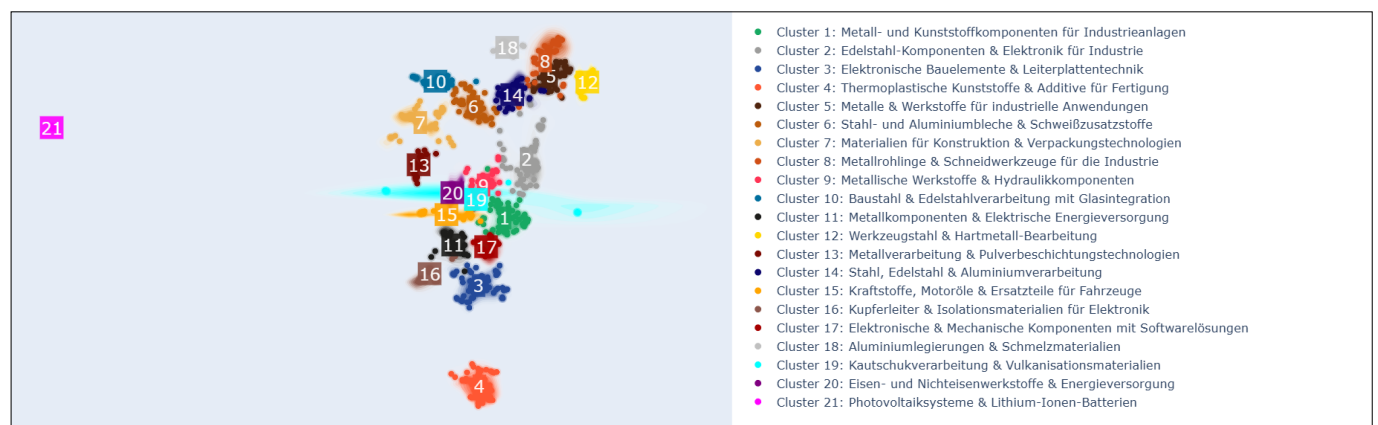 Cluster 1: Metall- und Kunststoffkomponenten für Industrieanlagen
Cluster 2: Edelstahl-Komponenten & Elektronik für Industrie
Cluster 3: Elektronische Bauelemente & Leiterplattentechnik
Cluster 4: Thermoplastische Kunststoffe & Additive für Fertigung
Cluster 5: Metalle & Werkstoffe für industrielle Anwendungen
Cluster 6: Stahl- und Aluminiumbleche & Schweißzusatzstoffe
Cluster 7: Materialien für Konstruktion & Verpackungstechnologien
Cluster 8: Metallrohlinge & Schneidwerkzeuge für die Industrie
Cluster 9: Metallische Werkstoffe & Hydraulikkomponenten
Cluster 10: Baustahl & Edelstahlverarbeitung mit Glasintegration
Cluster 11: Metallkomponenten & Elektrische Energieversorgung
Cluster 12: Werkzeugstahl & Hartmetall-Bearbeitung
Cluster 13: Metallverarbeitung & Pulverbeschichtungstechnologien
Cluster 14: Stahl, Edelstahl & Aluminiumverarbeitung
Cluster 15: Kraftstoffe, Motoröle & Ersatzteile für Fahrzeuge
Cluster 16: Kupferleiter & Isolationsmaterialien für Elektronik
Cluster 17: Elektronische & Mechanische Komponenten mit Softwarelösungen
Cluster 18: Aluminiumlegierungen & Schmelzmaterialien
Cluster 19: Kautschukverarbeitung & Vulkanisationsmaterialien
Cluster 20: Eisen- und Nichteisenwerkstoffe & Energieversorgung
Cluster 21: Photovoltaiksysteme & Lithium-Ionen-Batterien
18
8
5
12
10
14
6
7
21
2
13
9
20
19
15
1
11
17
16
3
4